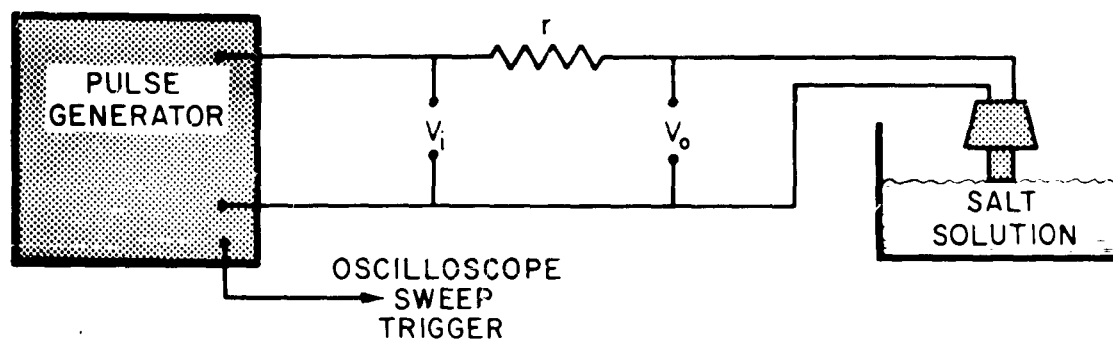 PULSE
GENERATOR
r
Vi
Vo
SALT
SOLUTION
OSCILLOSCOPE
SWEEP
TRIGGER